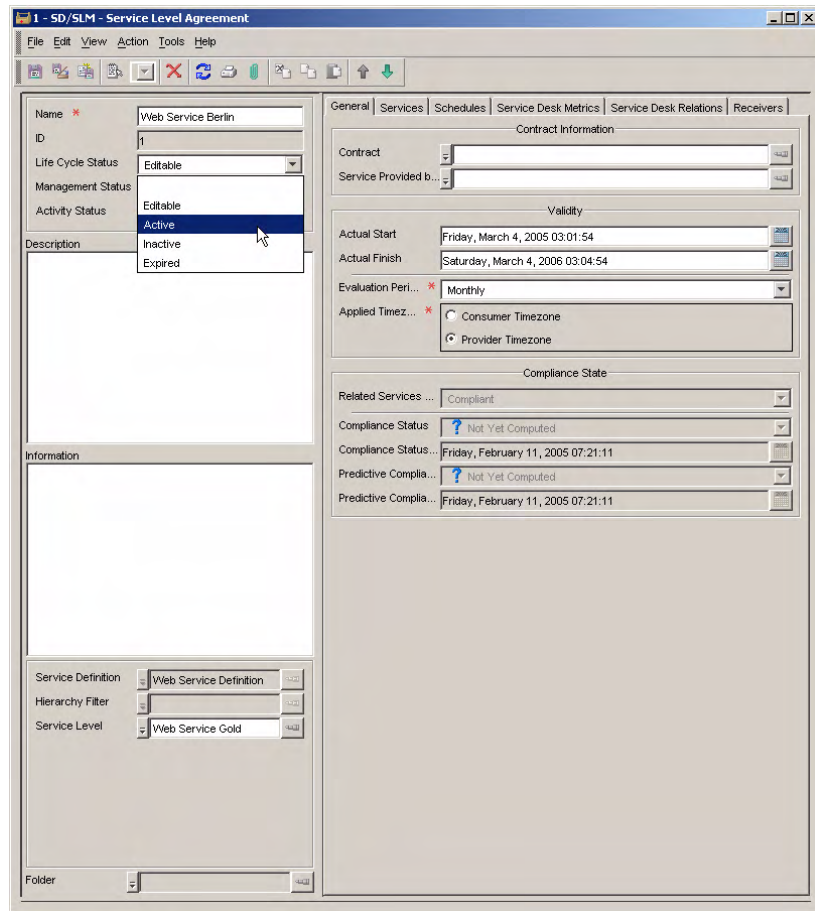 1 - SD/SLM - Service Level Agreement
File Edit View Action Tools Help
Name *
Web Service Berlin
ID
1
Life Cycle Status
Editable
Management Status
Activity Status
Editable
Active
Inactive
Expired
Description
Information
Service Definition
Web Service Definition
Hierarchy Filter
Service Level
Web Service Gold
Folder
General Services Schedules Service Desk Metrics Service Desk Relations Receivers
Contract Information
Contract
Service Provided b...
Validity
Actual Start
Friday, March 4, 2005 03:01:54
Actual Finish
Saturday, March 4, 2006 03:04:54
Evaluation Peri... *
Monthly
Applied Timez... *
Consumer Timezone
Provider Timezone
Compliance State
Related Services ...
Compliant
Compliance Status
? Not Yet Computed
Compliance Status...
Friday, February 11, 2005 07:21:11
Predictive Complia...
? Not Yet Computed
Predictive Complia...
Friday, February 11, 2005 07:21:11